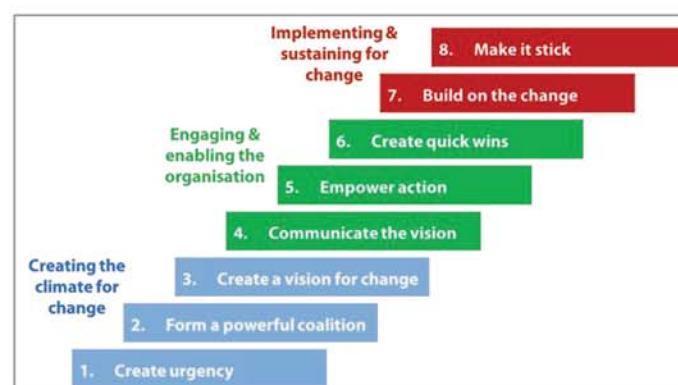 Implementing &
sustaining for
change
8. Make it stick
7. Build on the change
Engaging &
enabling the
organisation
6. Create quick wins
5. Empower action
4. Communicate the vision
Creating the
climate for
change
3. Create a vision for change
2. Form a powerful coalition
1. Create urgency